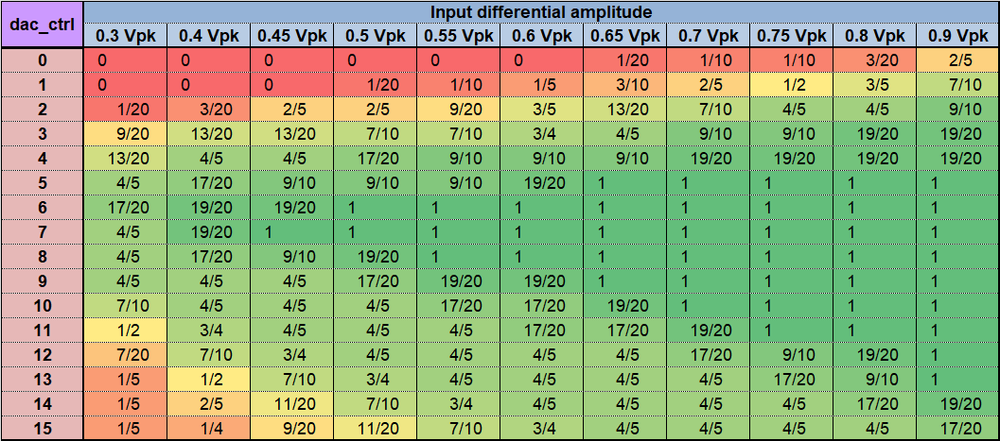 dac_ctrl Input differential amplitude
0.3 Vpk 0.4 Vpk 0.45 Vpk 0.5 Vpk 0.55 Vpk 0.6 Vpk 0.65 Vpk 0.7 Vpk 0.75 Vpk 0.8 Vpk 0.9 Vpk
0 0 0 0 0 0 0 1/20 1/10 1/10 3/20 2/5
1 0 0 0 1/20 1/10 1/5 3/10 2/5 1/2 3/5 7/10
2 1/20 3/20 2/5 2/5 9/20 3/5 13/20 7/10 4/5 4/5 9/10
3 9/20 13/20 13/20 7/10 7/10 3/4 4/5 9/10 9/10 19/20 19/20
4 13/20 4/5 4/5 17/20 9/10 9/10 9/10 19/20 19/20 19/20 19/20
5 4/5 17/20 9/10 9/10 9/10 19/20 1 1 1 1 1
6 17/20 19/20 19/20 1 1 1 1 1 1 1 1
7 4/5 19/20 1 1 1 1 1 1 1 1 1
8 4/5 17/20 9/10 19/20 1 1 1 1 1 1 1
9 4/5 4/5 4/5 17/20 19/20 19/20 1 1 1 1 1
10 7/10 4/5 4/5 4/5 17/20 17/20 19/20 1 1 1 1
11 1/2 3/4 4/5 4/5 4/5 17/20 17/20 19/20 1 1 1
12 7/20 7/10 3/4 4/5 4/5 4/5 4/5 17/20 9/10 19/20 1
13 1/5 1/2 7/10 3/4 4/5 4/5 4/5 4/5 17/20 9/10 1
14 1/5 2/5 11/20 7/10 3/4 4/5 4/5 4/5 4/5 17/20 19/20
15 1/5 1/4 9/20 11/20 7/10 3/4 4/5 4/5 4/5 4/5 17/20